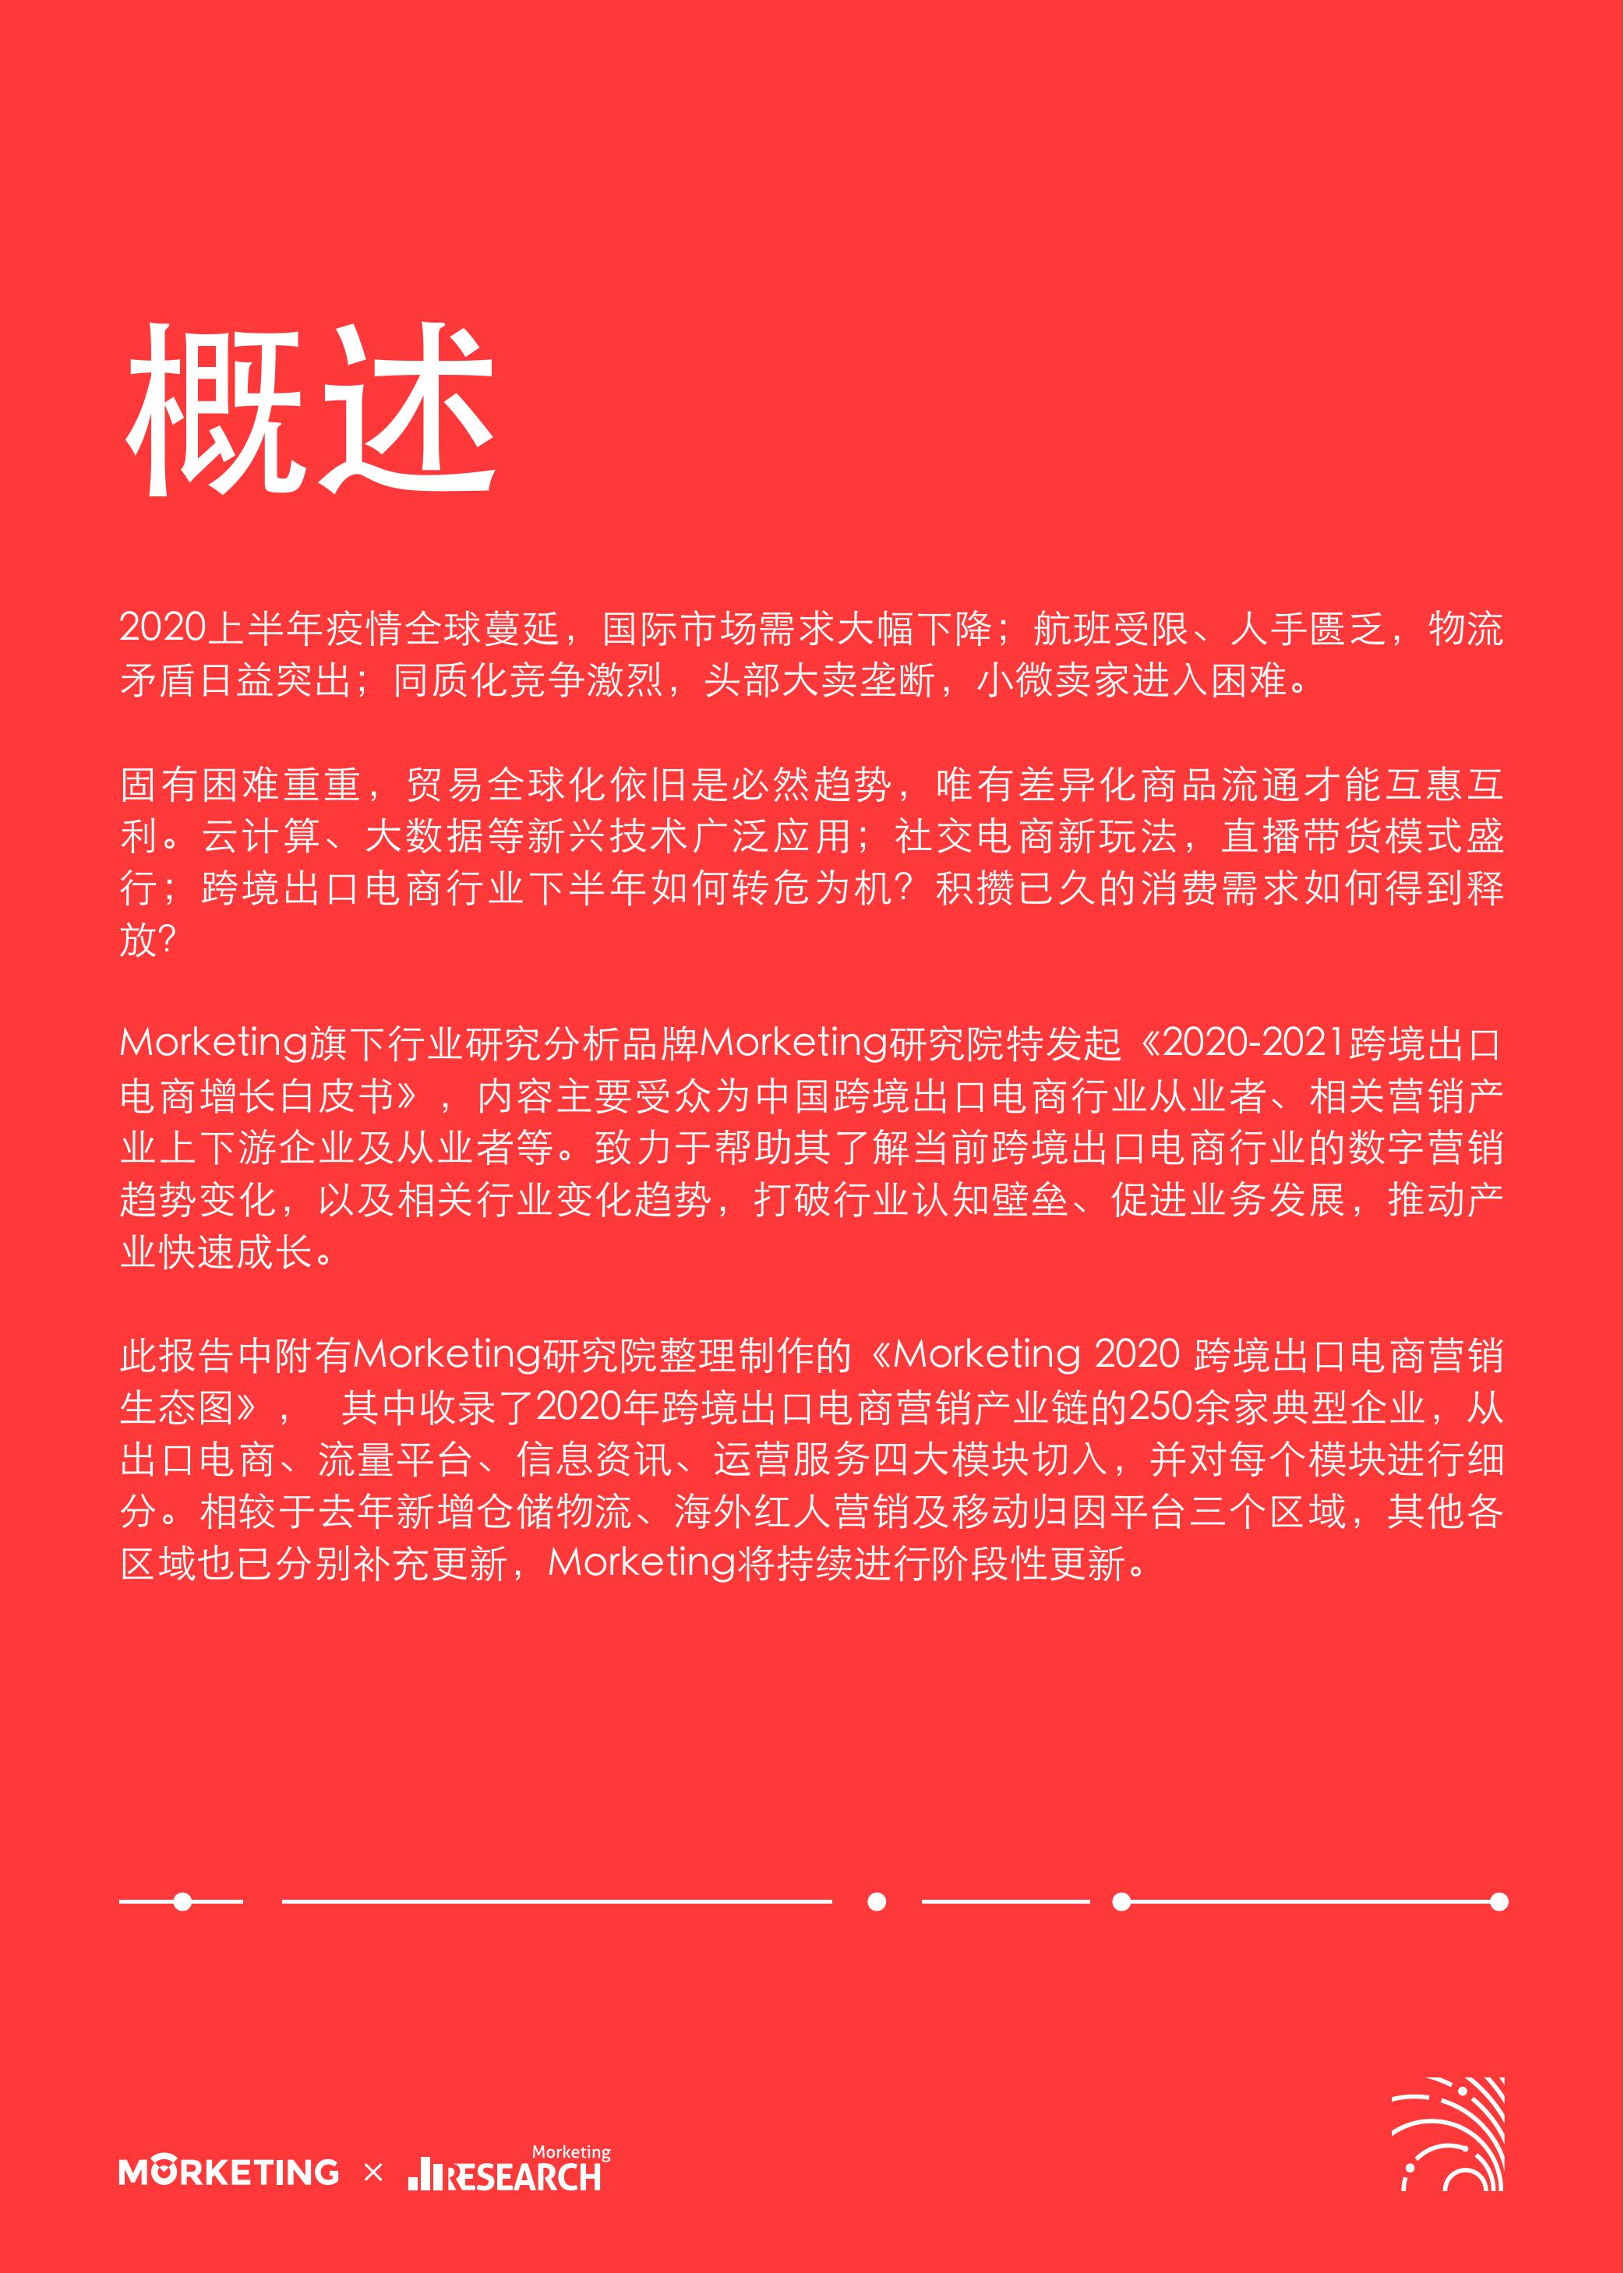 概述
2020上半年疫情全球蔓延，国际市场需求大幅下降；航班受限、人手匮乏，物流
矛盾日益突出；同质化竞争激烈，头部大卖垄断，小微卖家进入困难。
固有困难重重，贸易全球化依旧是必然趋势，唯有差异化商品流通才能互惠互
利。云计算、大数据等新兴技术广泛应用；社交电商新玩法，直播带货模式盛
行；跨境出口电商行业下半年如何转危为机？积攒已久的消费需求如何得到释
放？
Morketing旗下行业研究分析品牌Morketing研究院特发起《2020-2021跨境出口
电商增长白皮书》，内容主要受众为中国跨境出口电商行业从业者、相关营销产
业上下游企业及从业者等。致力于帮助其了解当前跨境出口电商行业的数字营销
趋势变化，以及相关行业变化趋势，打破行业认知壁垒、促进业务发展，推动产
业快速成长。
此报告中附有Morketing研究院整理制作的《Morketing 2020 跨境出口电商营销
生态图》， 其中收录了2020年跨境出口电商营销产业链的250余家典型企业，从
出口电商、流量平台、信息资讯、运营服务四大模块切入，并对每个模块进行细
分。相较于去年新增仓储物流、海外红人营销及移动归因平台三个区域，其他各
区域也已分别补充更新，Morketing将持续进行阶段性更新。
MORKETING × Morketing
RESEARCH